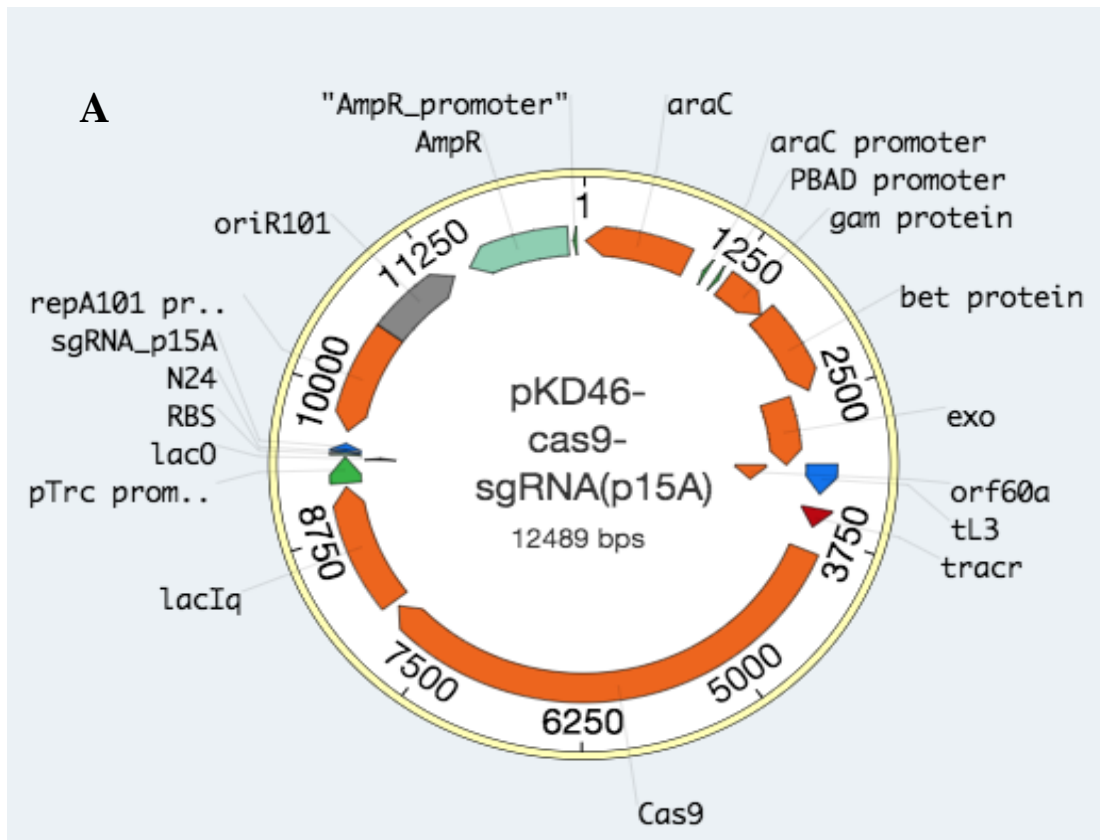 A
"AmpR_promoter"
AmpR
araC
araC promoter
PBAD promoter
gam protein
bet protein
exo
orf60a
tL3
tracr
Cas9
lacIq
pTrc prom..
lacO
RBS
N24
sgRNA_p15A
repA101 pr..
oriR101
1
1250
2500
3750
5000
6250
7500
8750
10000
11250
pKD46-
cas9-
sgRNA(p15A)
12489 bps